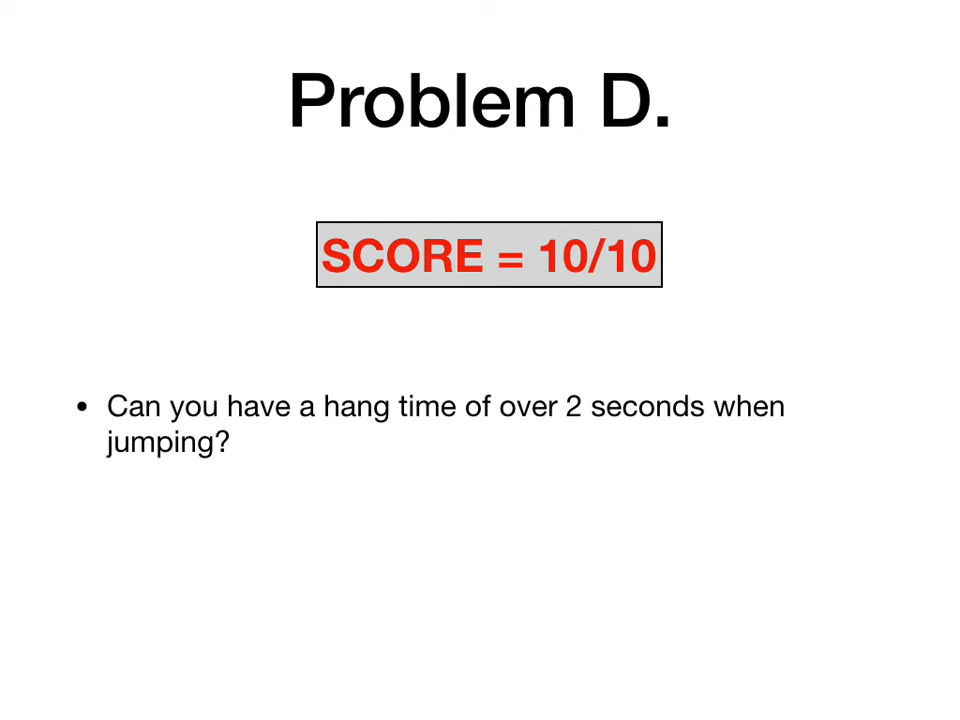 Problem D.
SCORE = 10/10
• Can you have a hang time of over 2 seconds when
jumping?